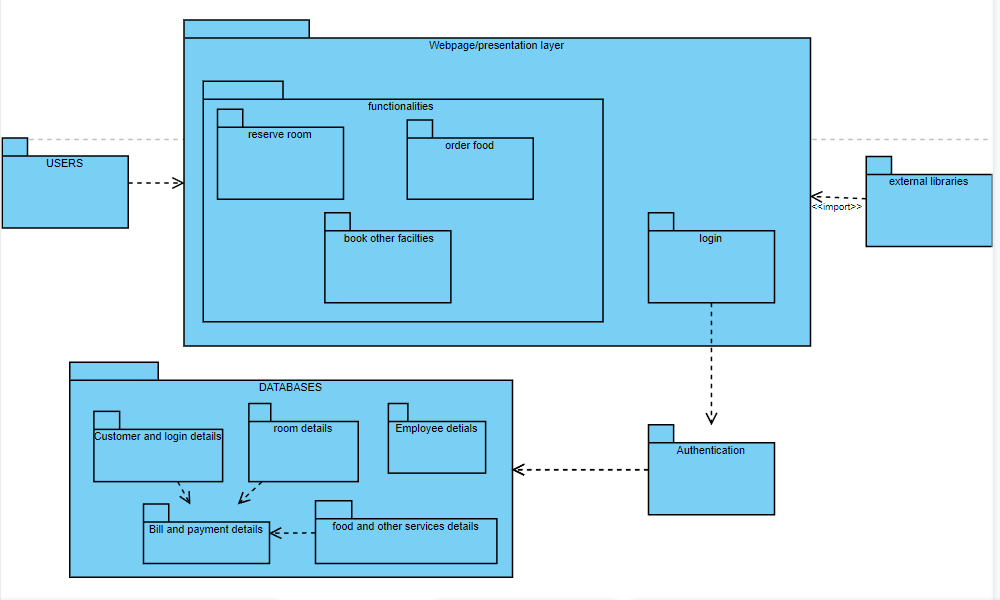 Webpage/presentation layer
functionalities
reserve room
order food
USERS
external libraries
<<import>>
book other facilties
login
DATABASES
Customer and login details
room details
Employee detials
Authentication
Bill and payment details
food and other services details